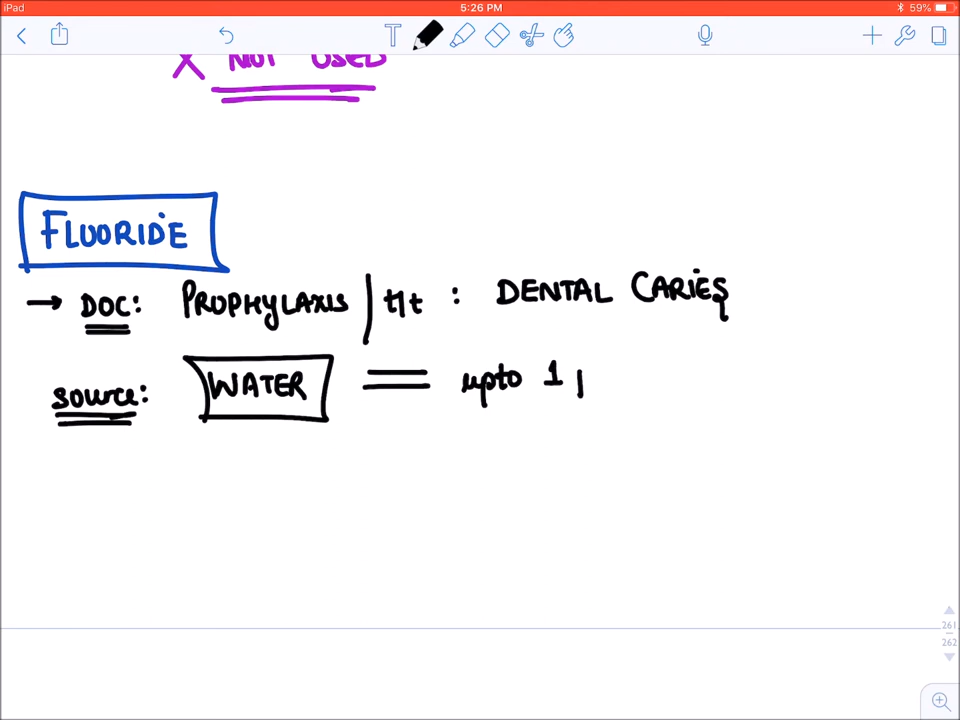 iPad 5:26 PM 59%
T
X NOT USED
FLUORIDE
→ DOC: PROPHYLAXIS | t/t : DENTAL CARIES
source: WATER = upto 1
261
262